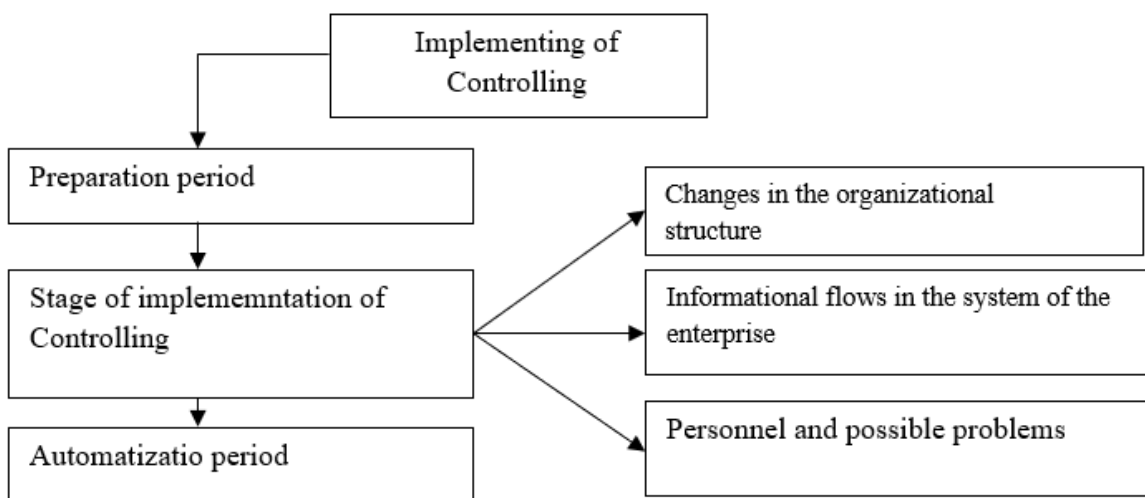 Implementing of
Controlling
Preparation period
Changes in the organizational
structure
Stage of implememntation of
Controlling
Informational flows in the system of the
enterprise
Personnel and possible problems
Automatizatio period